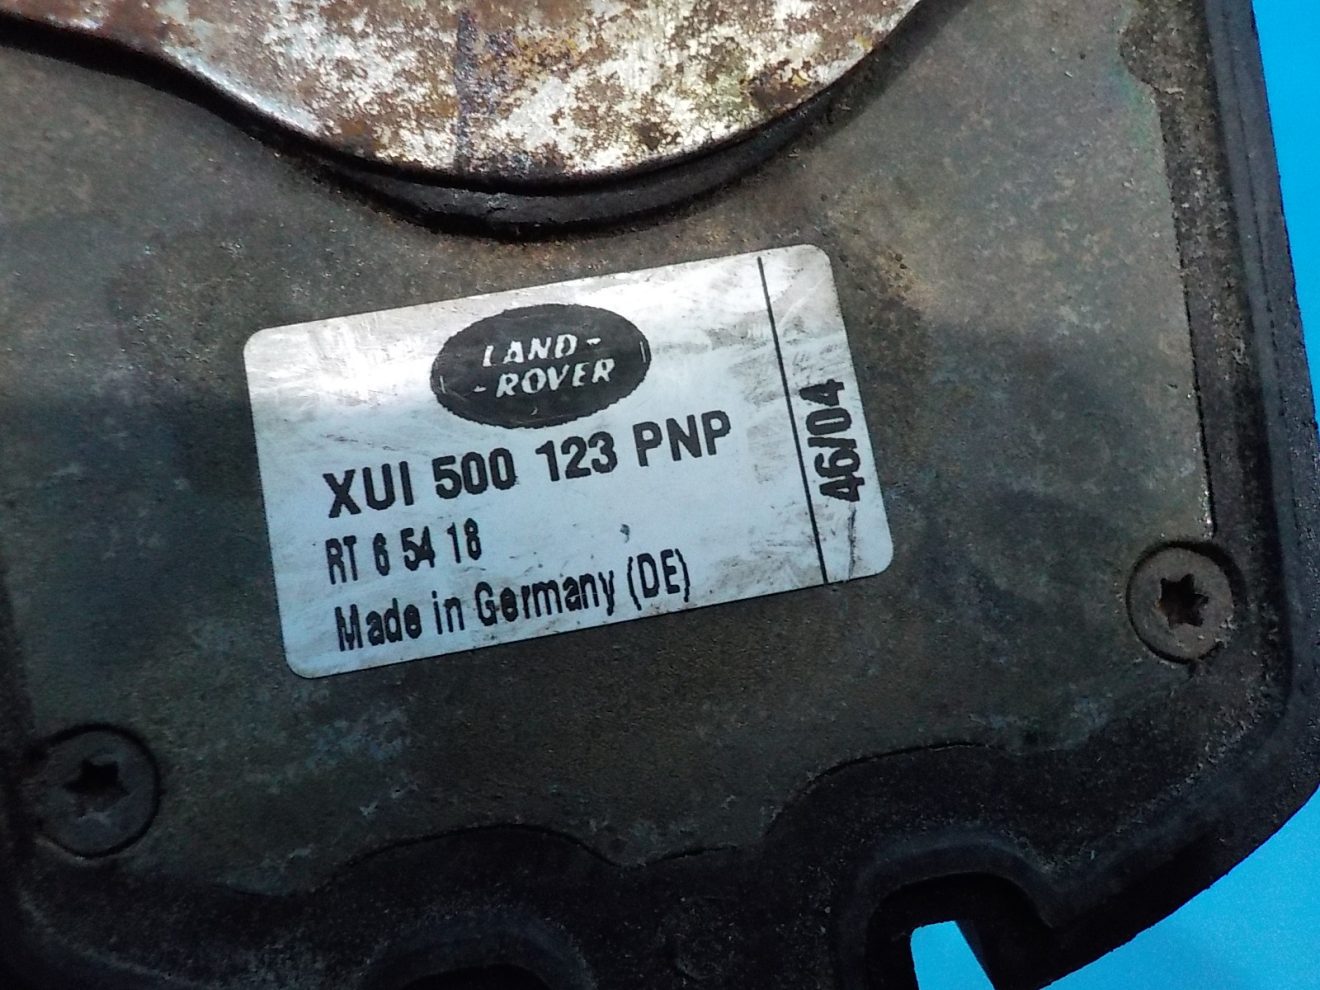 LAND-
-ROVER
XUI 500 123 PNP
RT 6 54 18
Made in Germany (DE)
46/04